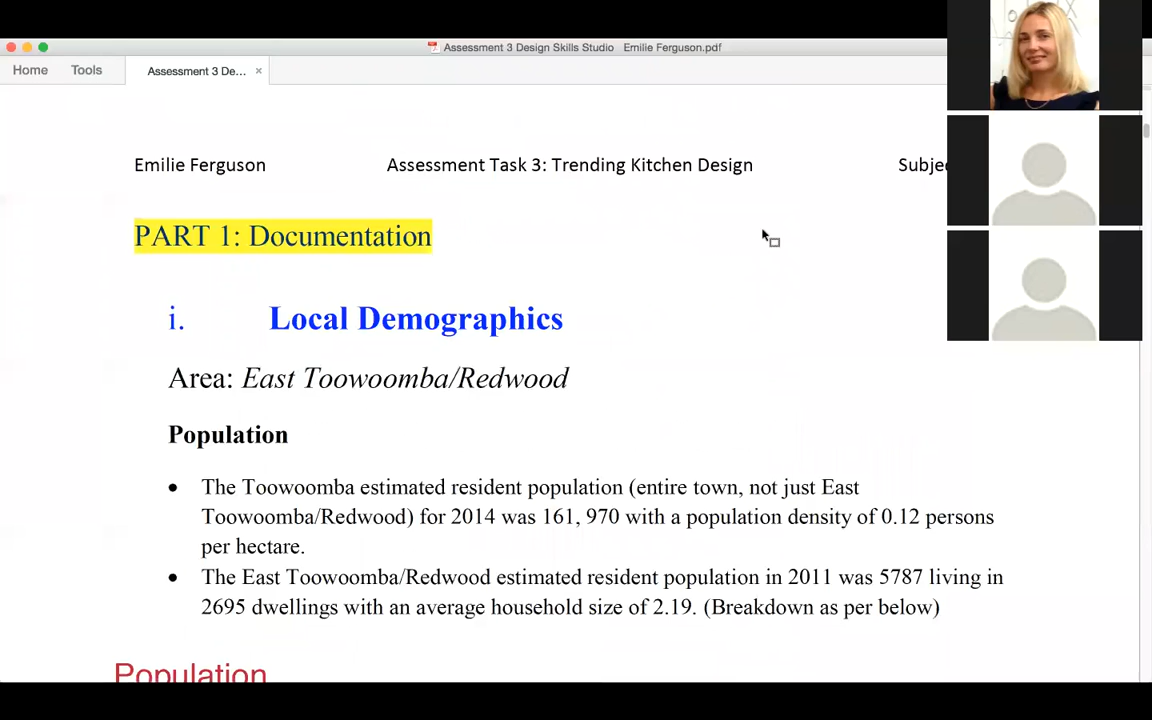 Assessment 3 Design Skills Studio   Emilie Ferguson.pdf
Home Tools Assessment 3 De... ×
Emilie Ferguson Assessment Task 3: Trending Kitchen Design
PART 1: Documentation
i. Local Demographics
Area: East Toowoomba/Redwood
Population
• The Toowoomba estimated resident population (entire town, not just East
Toowoomba/Redwood) for 2014 was 161, 970 with a population density of 0.12 persons
per hectare.
• The East Toowoomba/Redwood estimated resident population in 2011 was 5787 living in
2695 dwellings with an average household size of 2.19. (Breakdown as per below)
Population